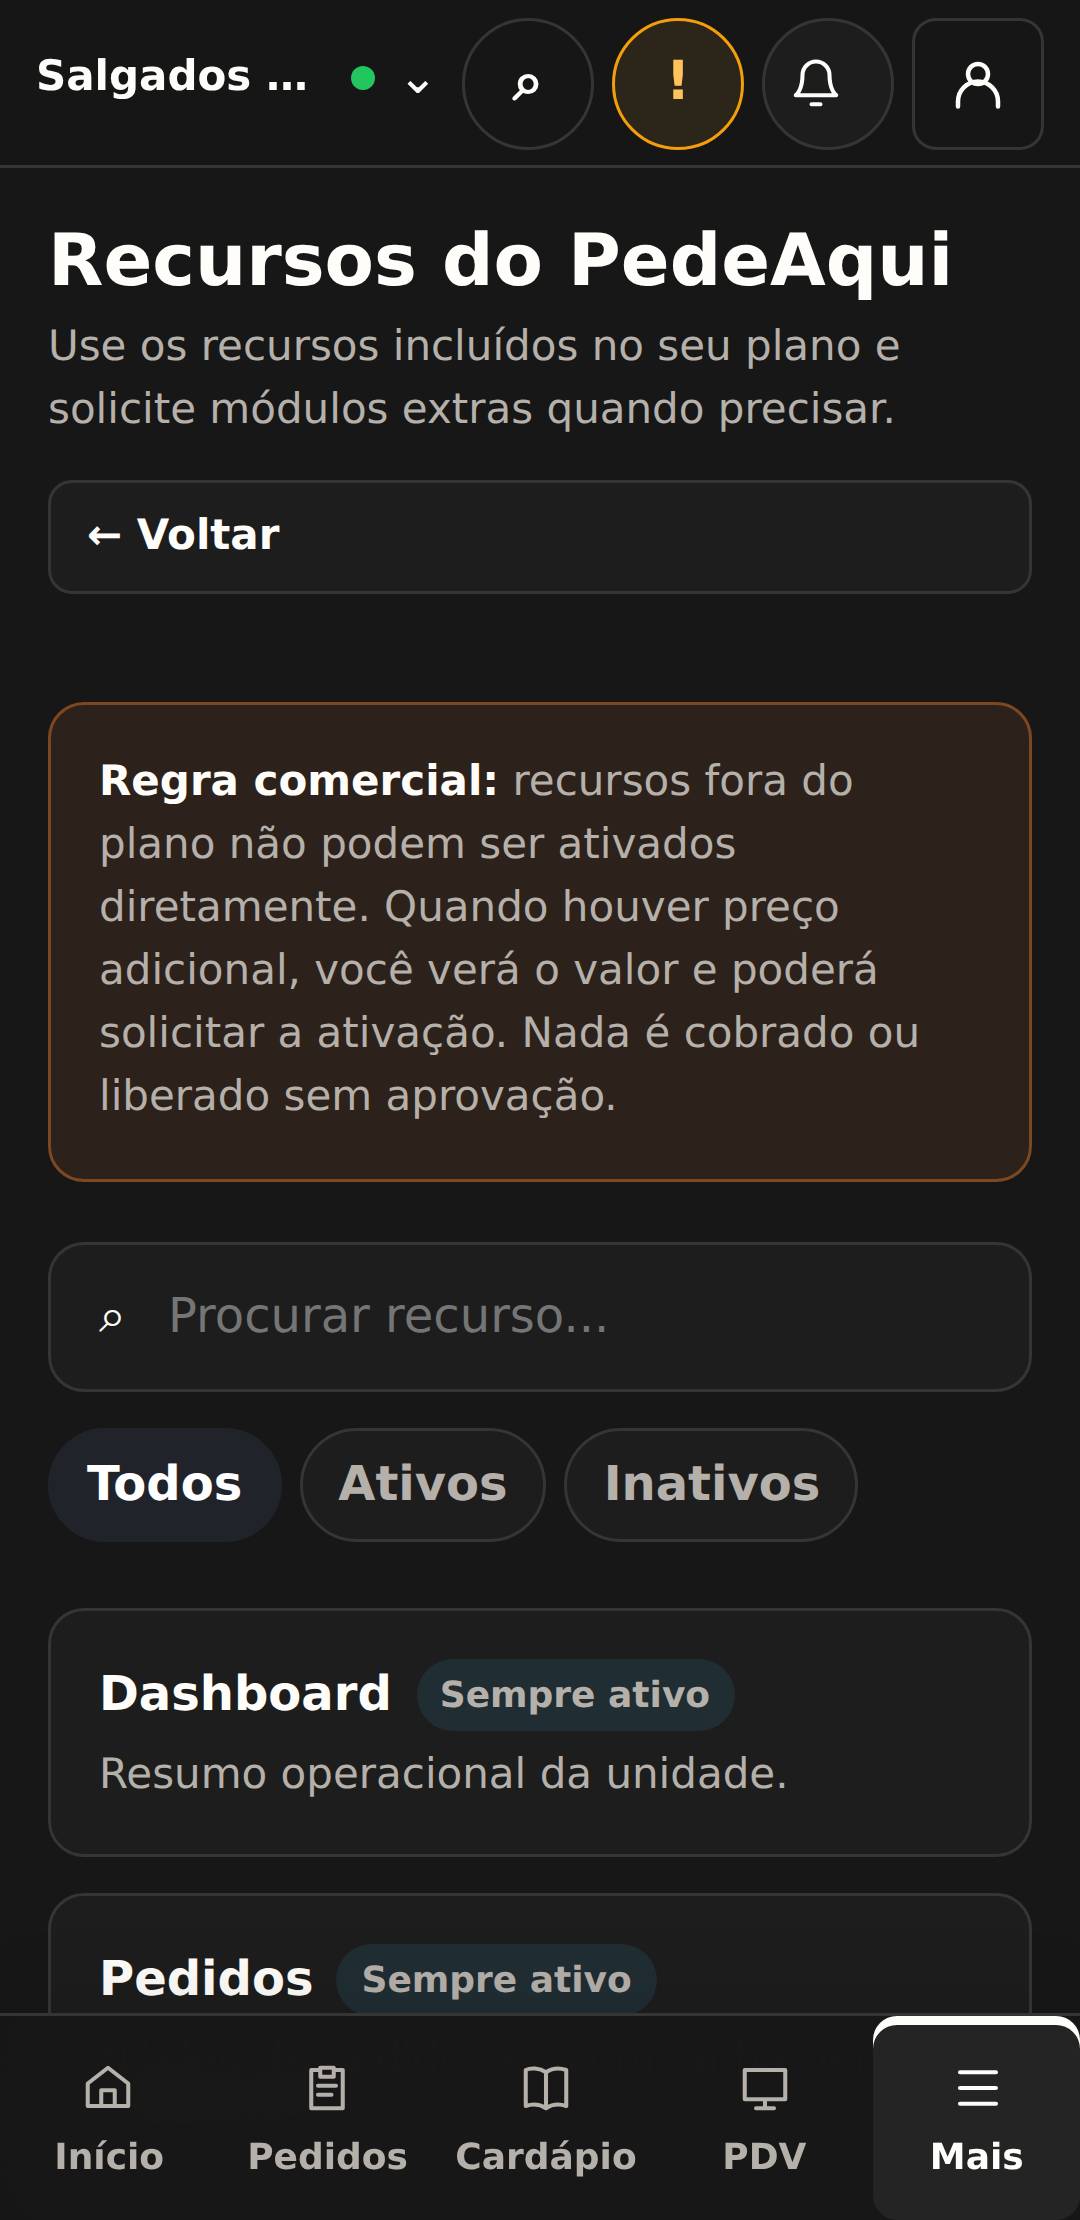 Salgados ...
!
Recursos do PedeAqui
Use os recursos incluídos no seu plano e
solicite módulos extras quando precisar.
← Voltar
Regra comercial: recursos fora do
plano não podem ser ativados
diretamente. Quando houver preço
adicional, você verá o valor e poderá
solicitar a ativação. Nada é cobrado ou
liberado sem aprovação.
Procurar recurso...
Todos Ativos Inativos
Dashboard Sempre ativo
Resumo operacional da unidade.
Pedidos Sempre ativo
Início Pedidos Cardápio PDV Mais